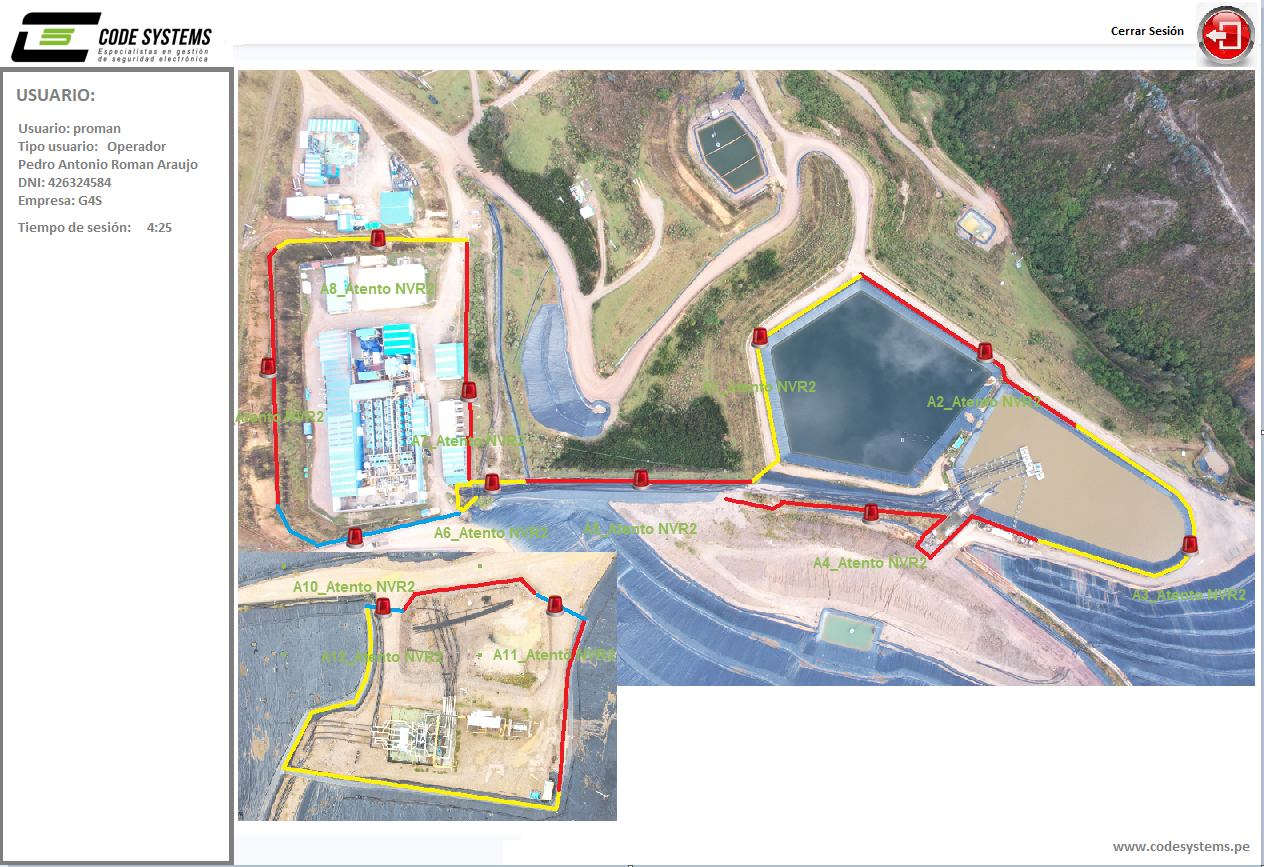 CODE SYSTEMS
Especialistas en gestión
de seguridad electrónica
Cerrar Sesión
USUARIO:
Usuario: proman
Tipo usuario: Operador
Pedro Antonio Roman Araujo
DNI: 426324584
Empresa: G4S
Tiempo de sesión: 4:25
A8_Atento NVR2
Atento NVR2
A7_Atento NVR2
A1_Atento NVR2
A2_Atento NVR2
A6_Atento NVR2
A5_Atento NVR2
A4_Atento NVR2
A3_Atento NVR2
A10_Atento NVR2
A12_Atento NVR2
A11_Atento NVR2
www.codesystems.pe